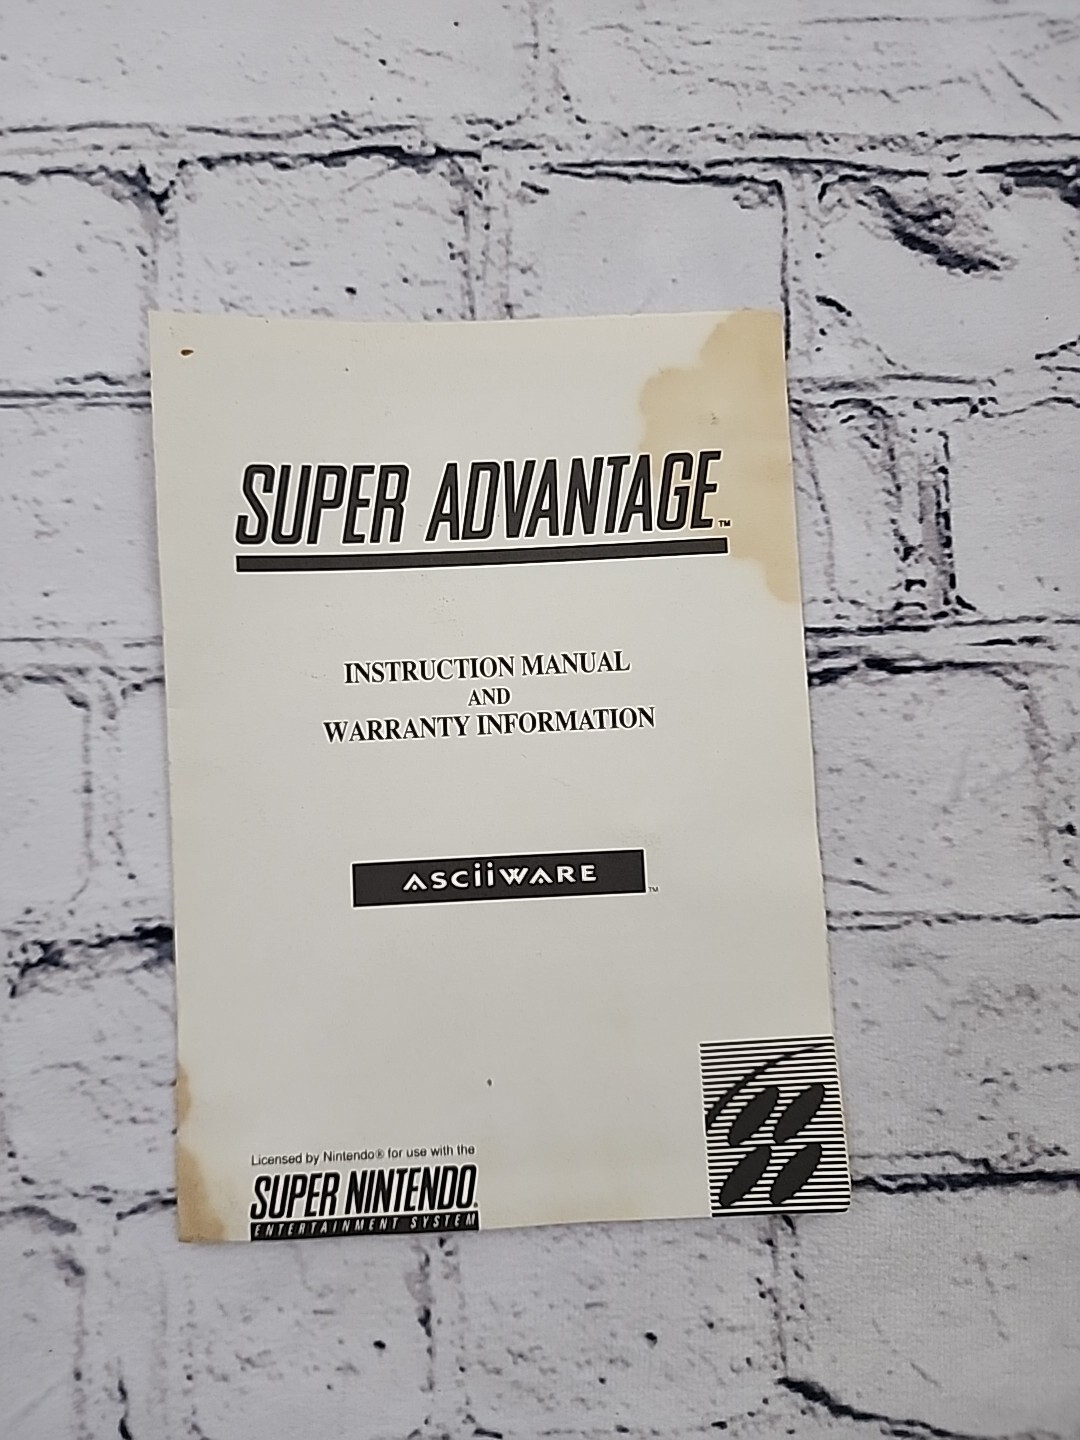 SUPER ADVANTAGE™
INSTRUCTION MANUAL
AND
WARRANTY INFORMATION
ASCiiWARE™
Licensed by Nintendo® for use with the
SUPER NINTENDO®
ENTERTAINMENT SYSTEM